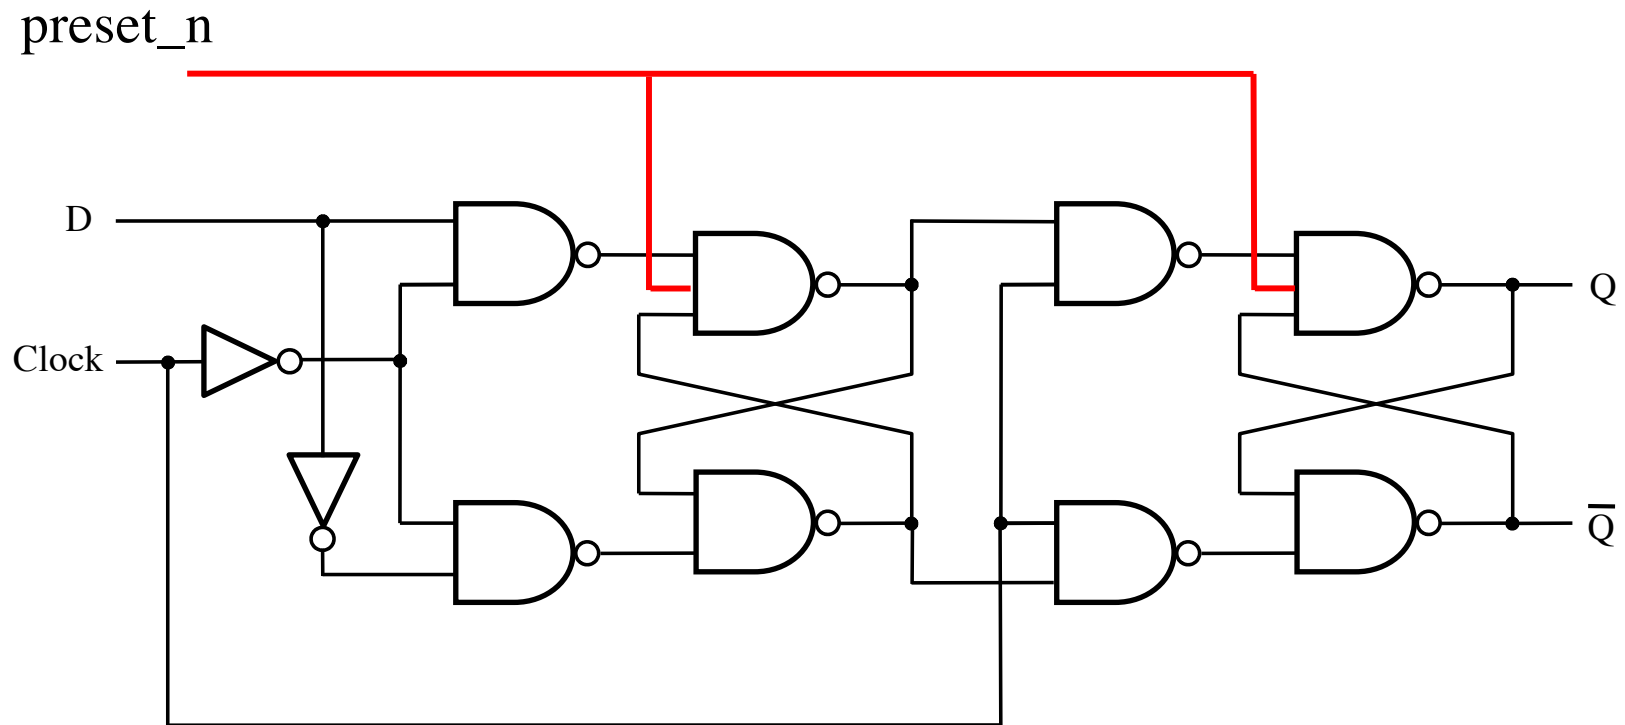 preset_n
D
Q
Clock
Q̅